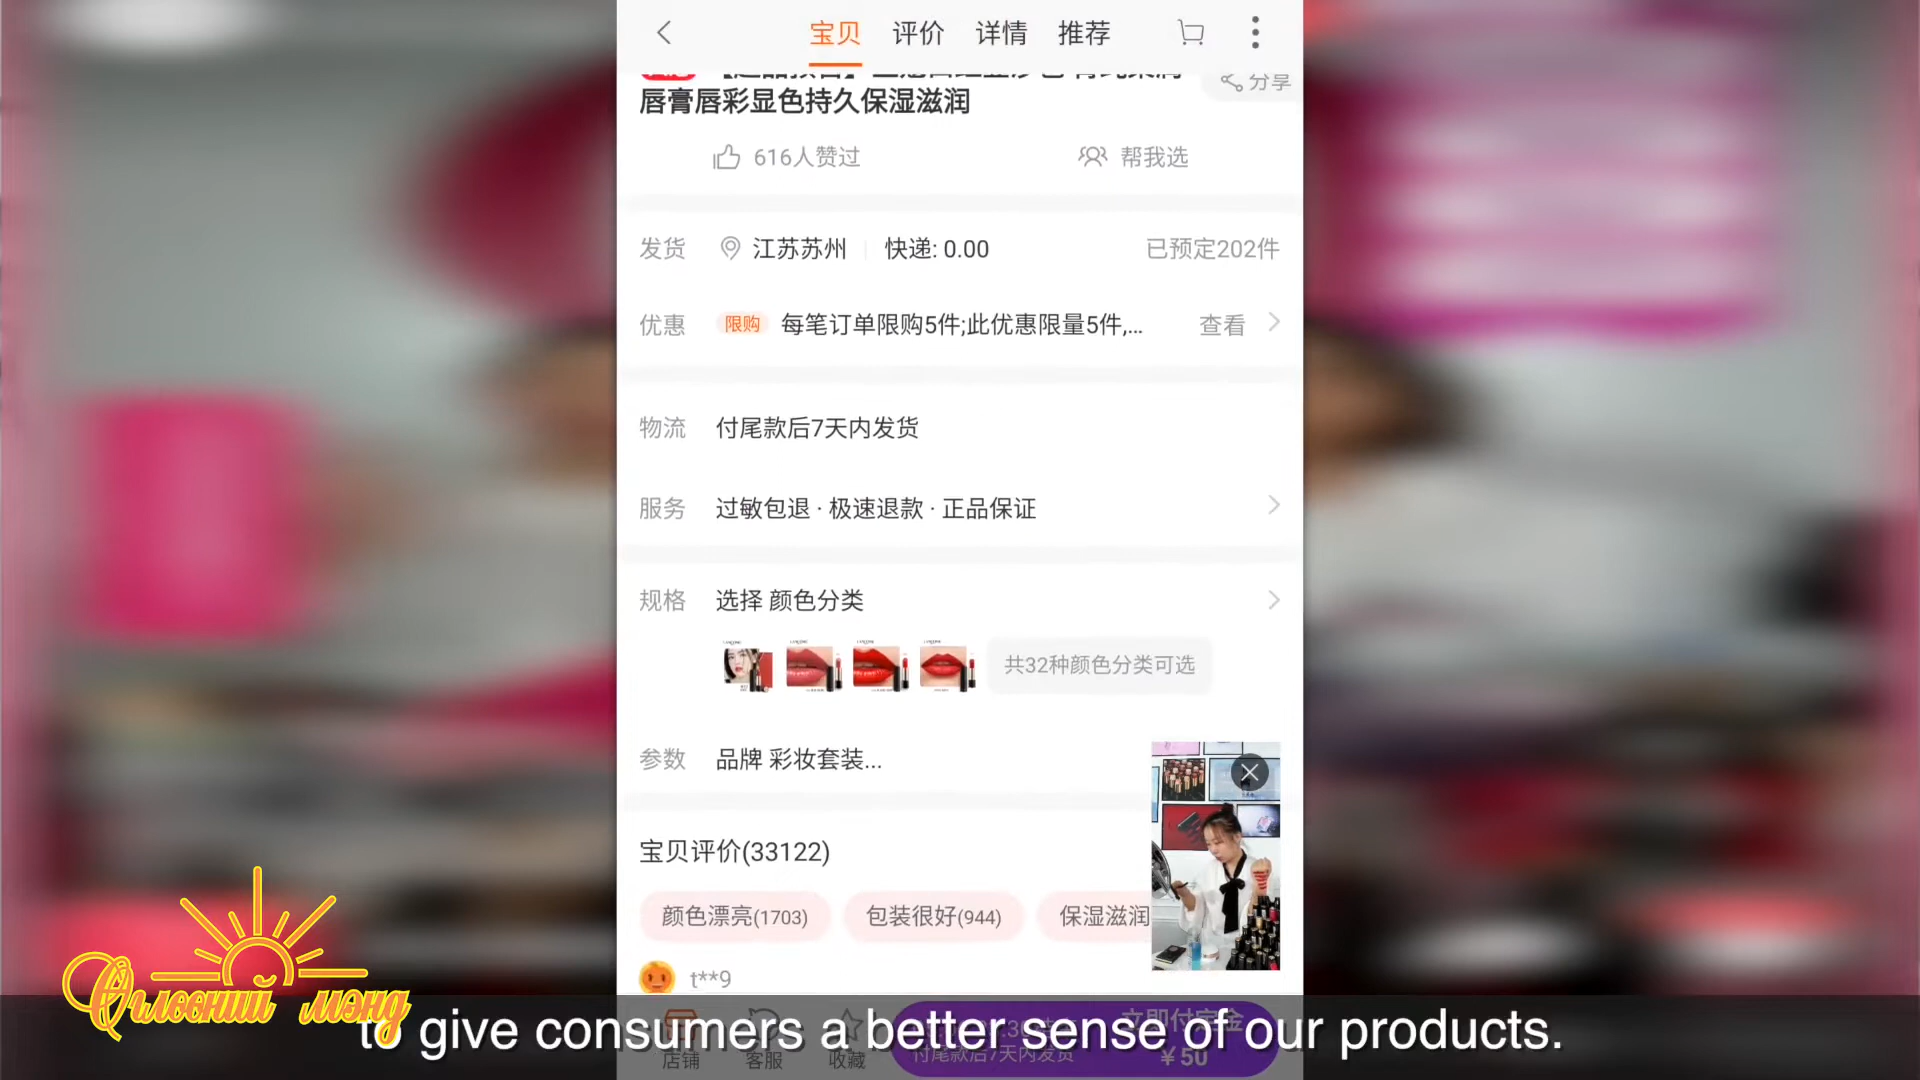 宝贝 评价 详情 推荐
分享
唇膏唇彩显色持久保湿滋润
616人赞过 帮我选
发货 江苏苏州 快递: 0.00 已预定202件
优惠 限购 每笔订单限购5件;此优惠限量5件,... 查看
物流 付尾款后7天内发货
服务 过敏包退 · 极速退款 · 正品保证
规格 选择 颜色分类
共32种颜色分类可选
参数 品牌 彩妆套装...
宝贝评价(33122)
颜色漂亮(1703) 包装很好(944) 保湿滋润
t**9
Өглөөний мэнд
to give consumers a better sense of our products.
立即付定金
店铺 客服 收藏 付尾款后7天内发货 ¥50